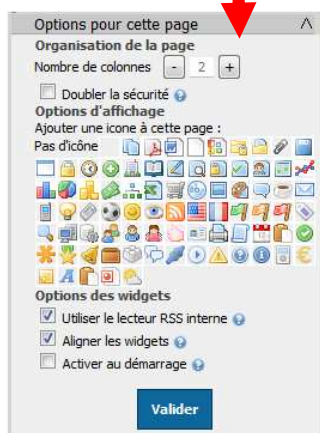 Options pour cette page
Organisation de la page
Nombre de colonnes - 2 +
Doubler la sécurité
Options d'affichage
Ajouter une icone à cette page :
Pas d'icône
Options des widgets
Utiliser le lecteur RSS interne
Aligner les widgets
Activer au démarrage
Valider